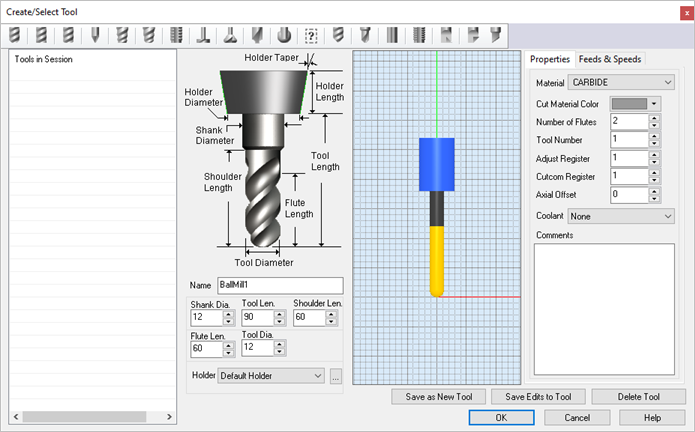 Create/Select Tool
x
?
Tools in Session
Holder Taper
Holder Diameter
Holder Length
Shank Diameter
Tool Length
Shoulder Length
Flute Length
Tool Diameter
Name BallMill1
Shank Dia. Tool Len. Shoulder Len.
12 90 60
Flute Len. Tool Dia.
60 12
Holder Default Holder ...
Properties Feeds & Speeds
Material CARBIDE
Cut Material Color
Number of Flutes 2
Tool Number 1
Adjust Register 1
Cutcom Register 1
Axial Offset 0
Coolant None
Comments
Save as New Tool Save Edits to Tool Delete Tool
OK Cancel Help